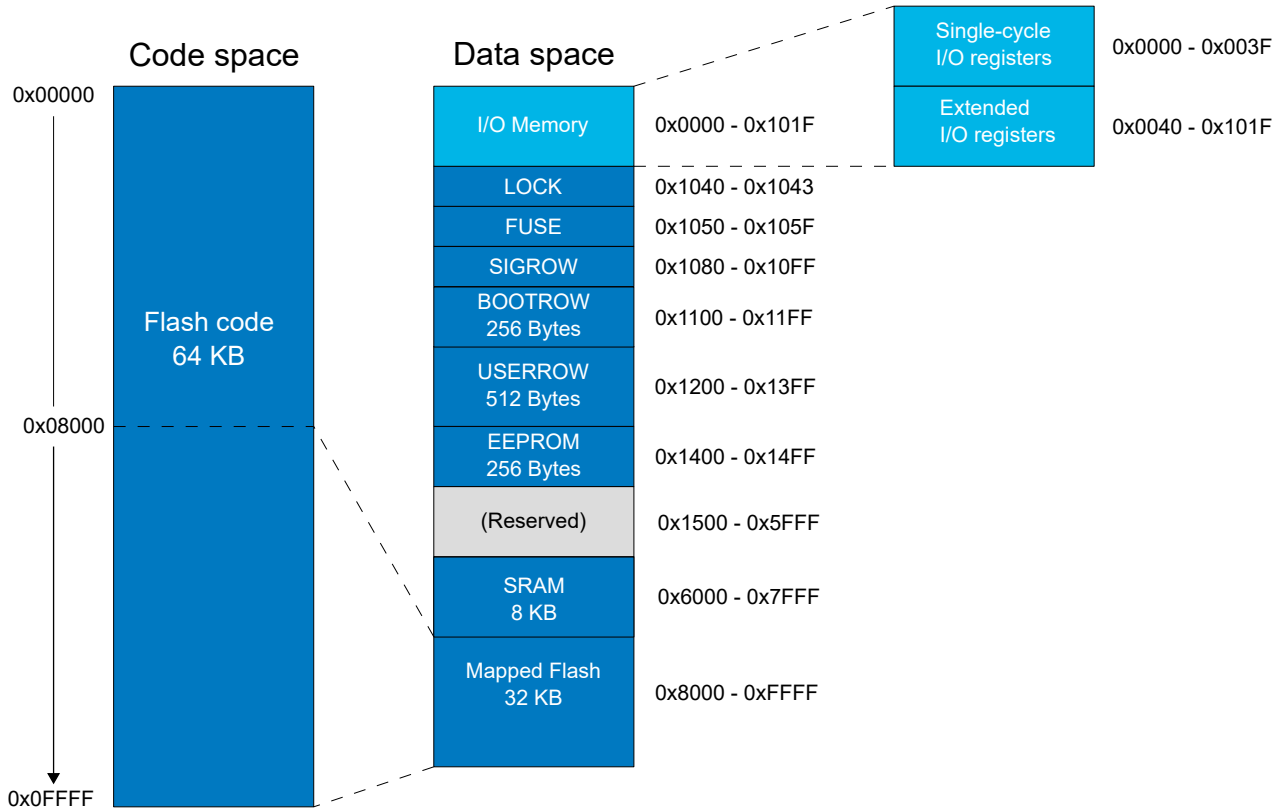 Code space
0x00000
Flash code
64 KB
0x08000
0x0FFFF
Data space
I/O Memory
0x0000 - 0x101F
LOCK
0x1040 - 0x1043
FUSE
0x1050 - 0x105F
SIGROW
0x1080 - 0x10FF
BOOTROW
256 Bytes
0x1100 - 0x11FF
USERROW
512 Bytes
0x1200 - 0x13FF
EEPROM
256 Bytes
0x1400 - 0x14FF
(Reserved)
0x1500 - 0x5FFF
SRAM
8 KB
0x6000 - 0x7FFF
Mapped Flash
32 KB
0x8000 - 0xFFFF
Single-cycle
I/O registers
0x0000 - 0x003F
Extended
I/O registers
0x0040 - 0x101F